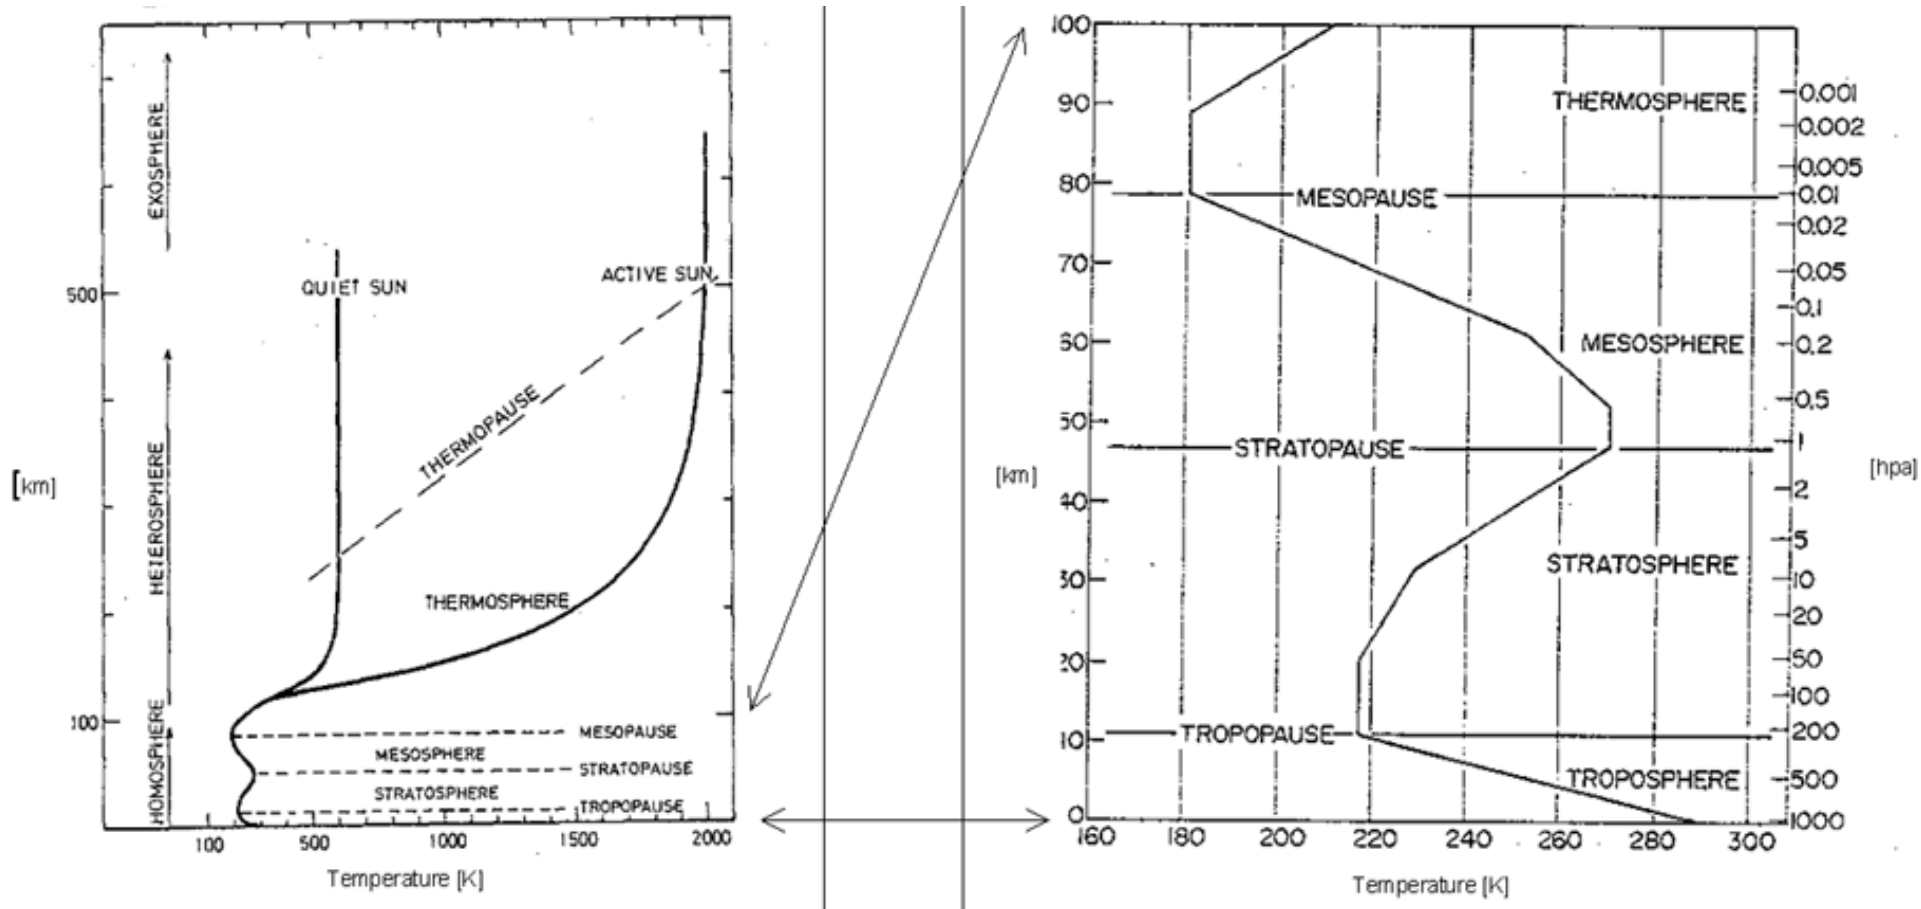 EXOSPHERE
HETEROSPHERE
HOMOSPHERE
[km]
500
100
QUIET SUN
ACTIVE SUN
THERMOPAUSE
THERMOSPHERE
MESOPAUSE
MESOSPHERE
STRATOPAUSE
STRATOSPHERE
TROPOPAUSE
100 500 1000 1500 2000
Temperature [K]
100
90
80
70
60
50
40
30
20
10
0
[km]
THERMOSPHERE
MESOPAUSE
MESOSPHERE
STRATOPAUSE
STRATOSPHERE
TROPOPAUSE
TROPOSPHERE
0.001
0.002
0.005
0.01
0.02
0.05
0.1
0.2
0.5
1
2
5
10
20
50
100
200
500
1000
[hpa]
160 180 200 220 240 260 280 300
Temperature [K]